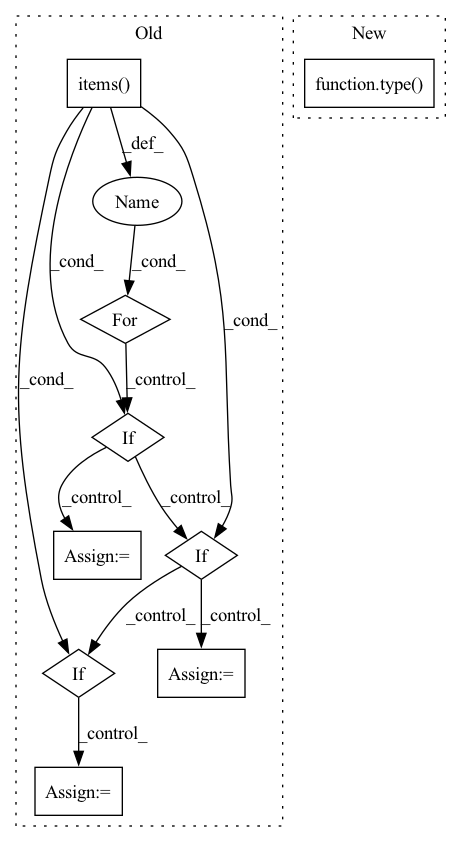 Old
New
items()
function.type()
_def_
Name
_cond_
_cond_
_cond_
For
_cond_
_control_
If
_control_
_control_
Assign:=
If
_control_
_control_
If
Assign:=
_control_
Assign:=